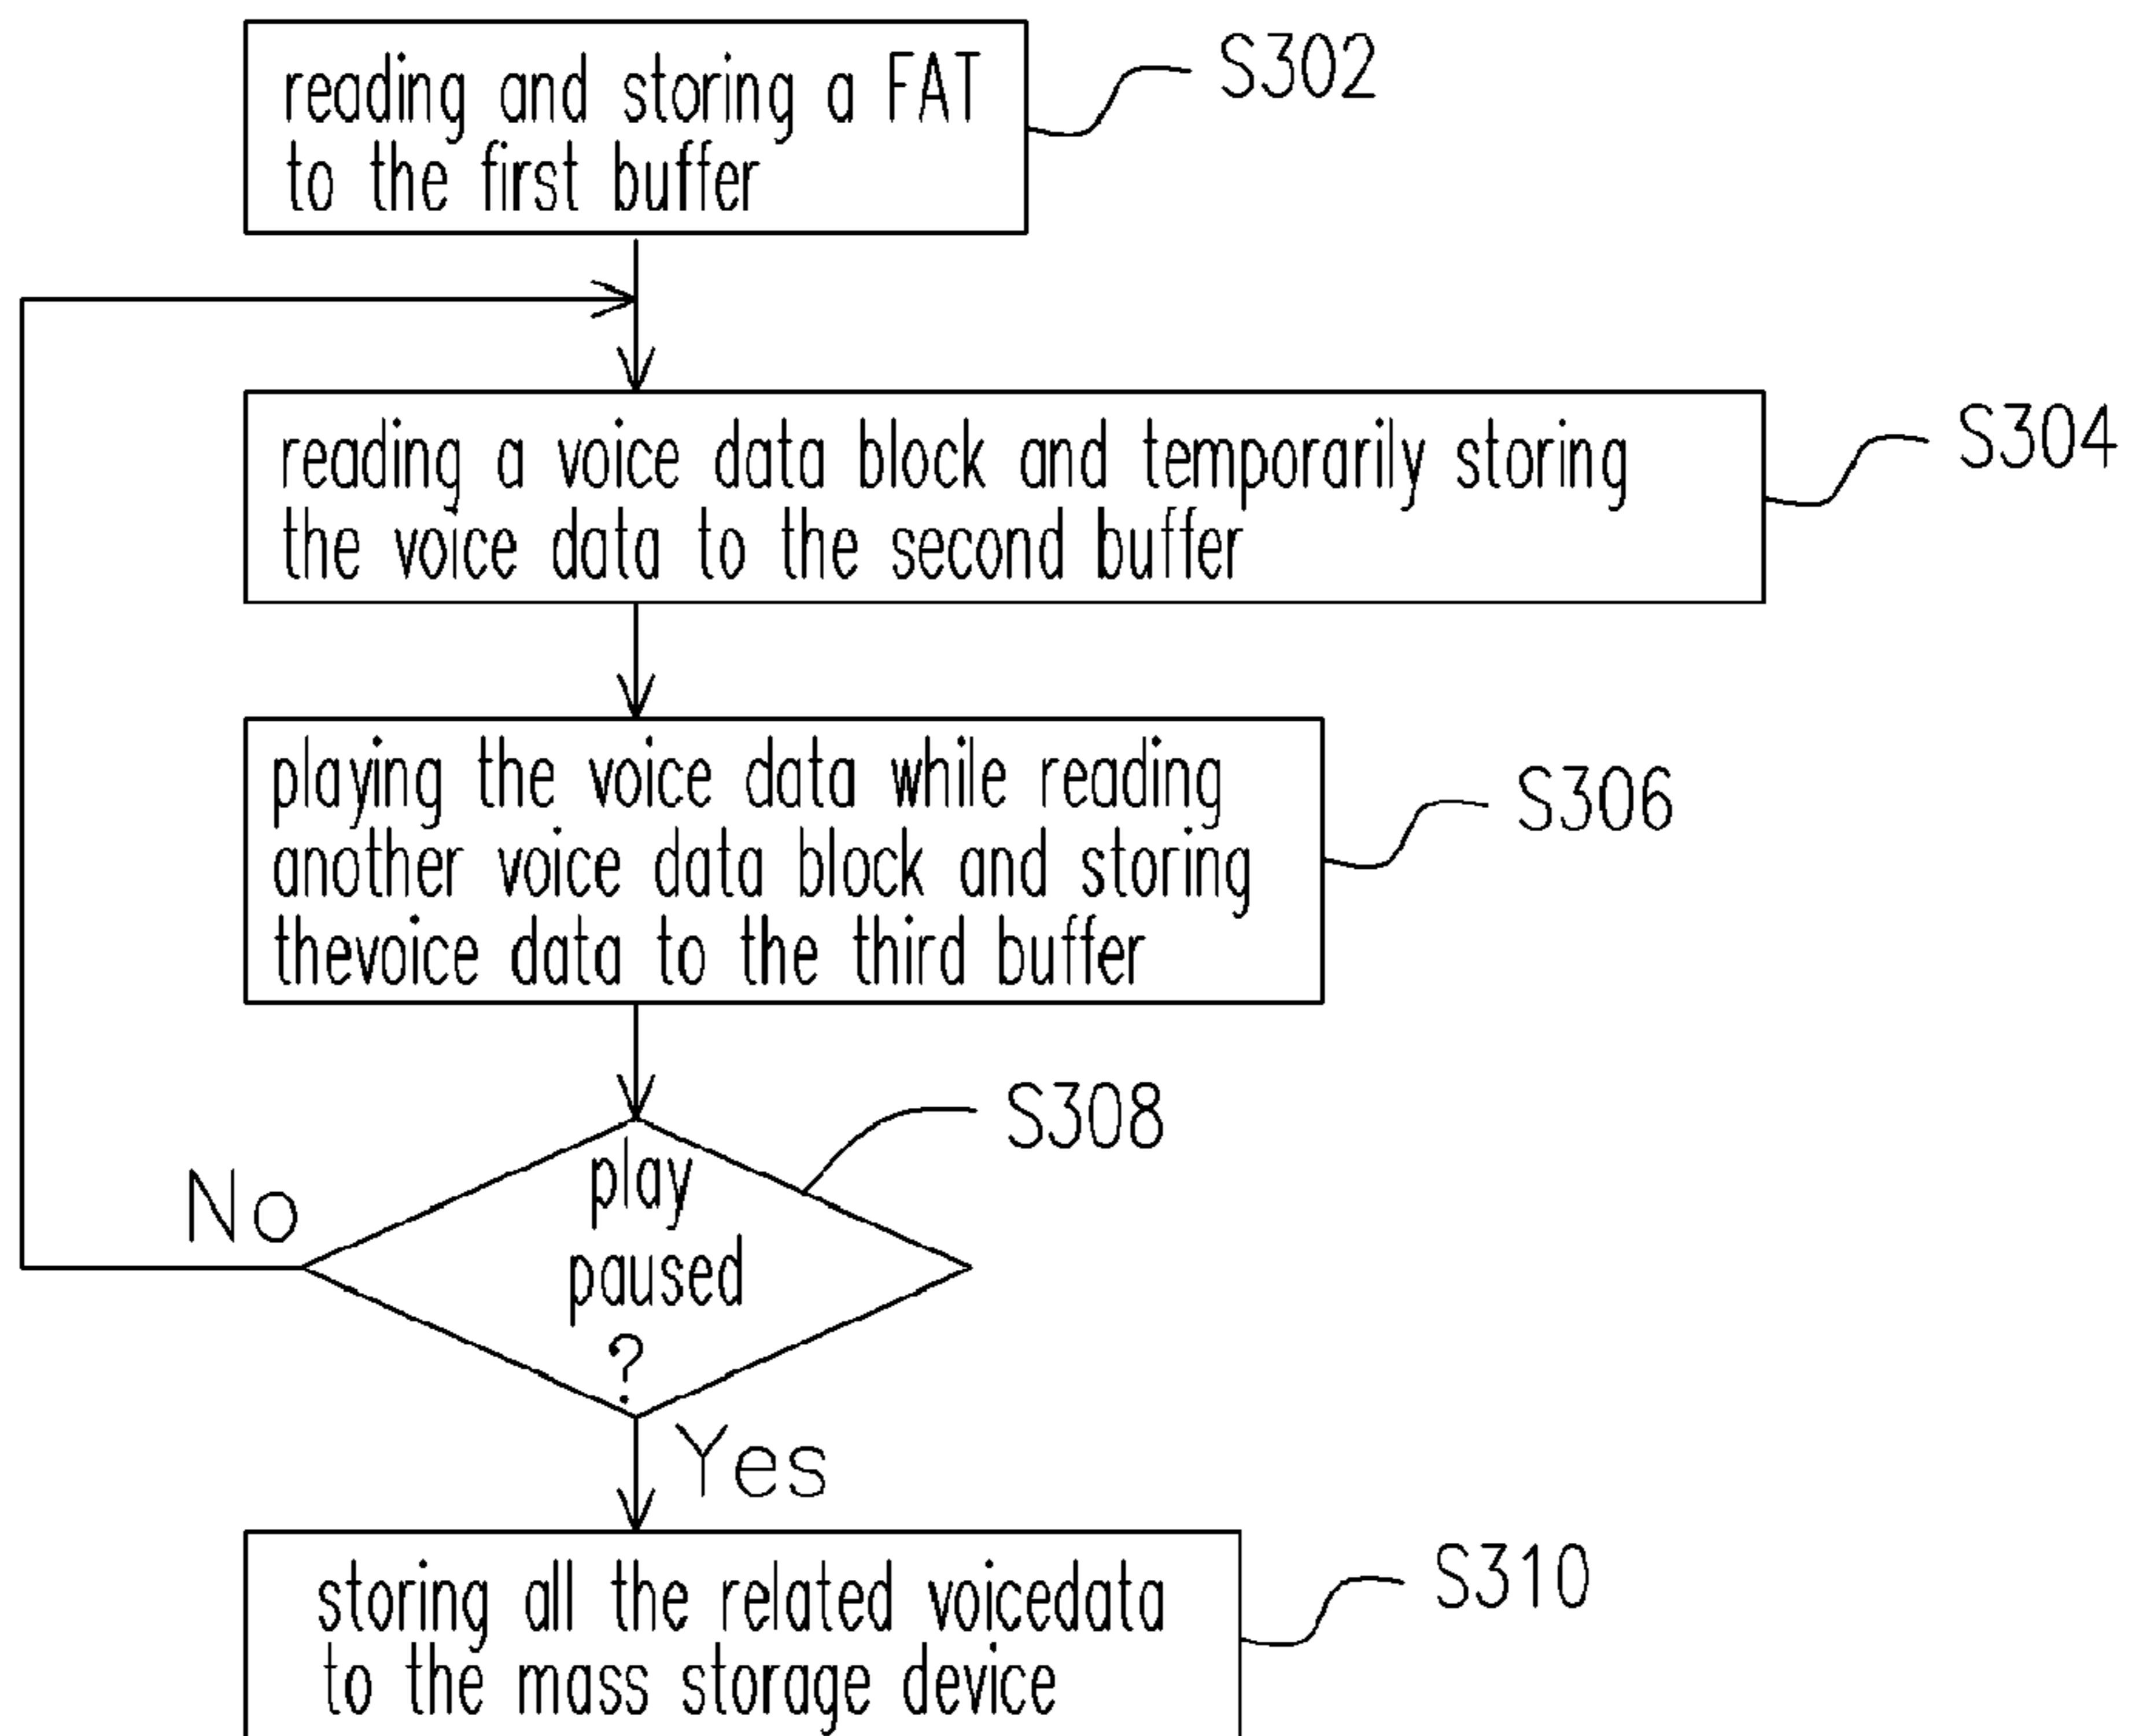 reading and storing a FAT
to the first buffer
S302
reading a voice data block and temporarily storing
the voice data to the second buffer
S304
playing the voice data while reading
another voice data block and storing
thevoice data to the third buffer
S306
play
paused
?
S308
No
Yes
storing all the related voicedata
to the mass storage device
S310